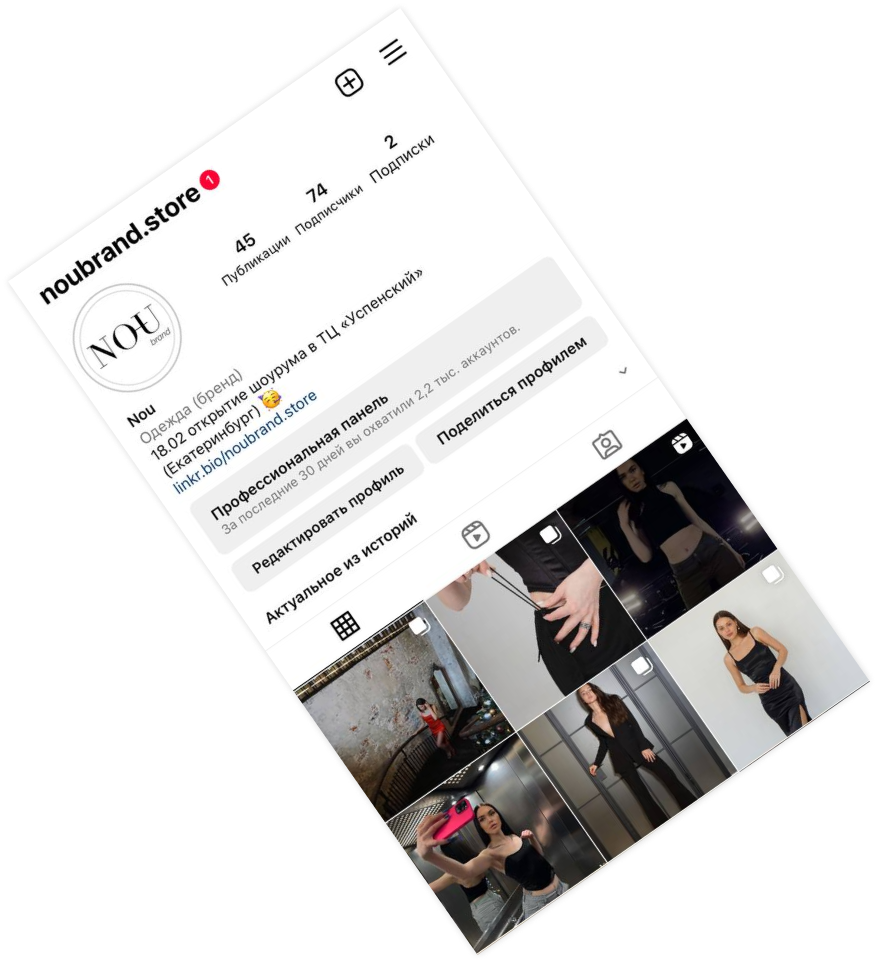 noubrand.store 1
NOU
brand
45
Публикации
74
Подписчики
2
Подписки
Nou
Одежда (бренд)
18.02 открытие шоурума в ТЦ «Успенский»
(Екатеринбург) 🥳
linkr.bio/noubrand.store
Профессиональная панель
За последние 30 дней вы охватили 2,2 тыс. аккаунтов.
Редактировать профиль
Поделиться профилем
Актуальное из историй